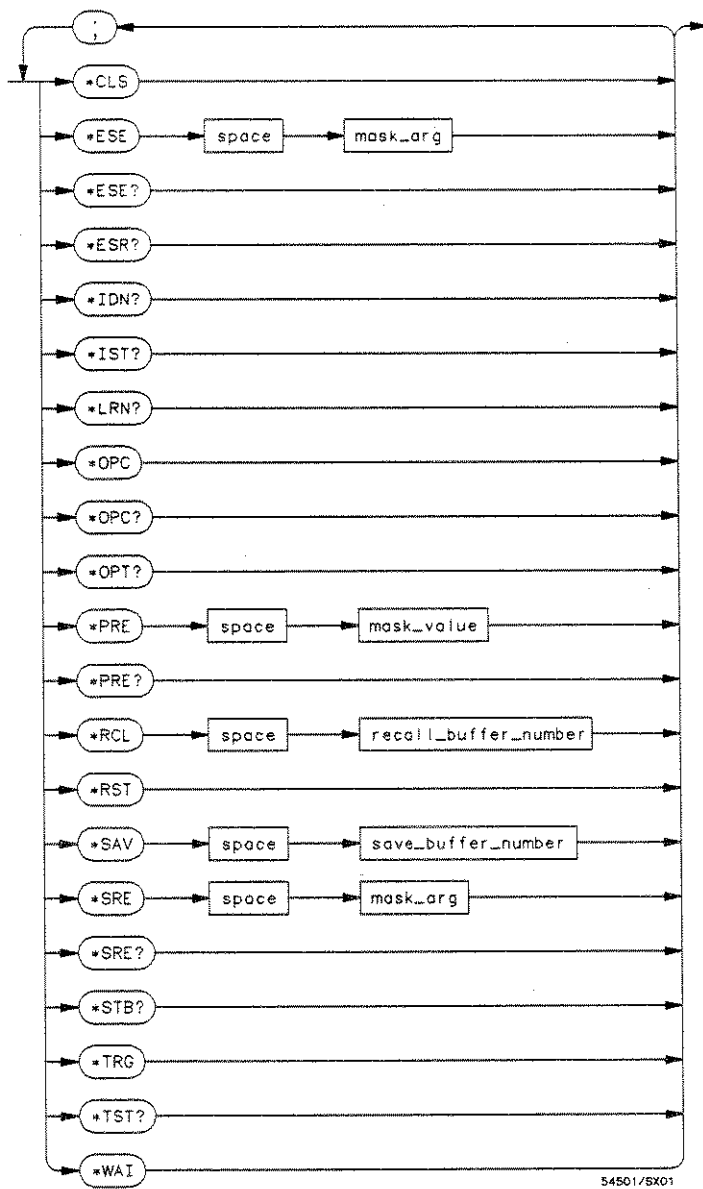 ;
*CLS
*ESE space mask_arg
*ESE?
*ESR?
*IDN?
*IST?
*LRN?
*OPC
*OPC?
*OPT?
*PRE space mask_value
*PRE?
*RCL space recall_buffer_number
*RST
*SAV space save_buffer_number
*SRE space mask_arg
*SRE?
*STB?
*TRG
*TST?
*WAI
54501/SX01